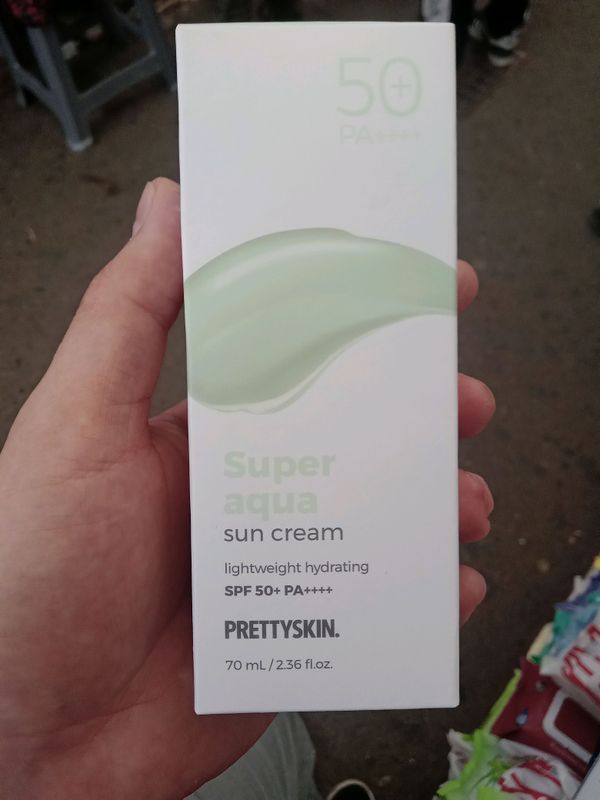 50+
PA++++
Super
aqua
sun cream
lightweight hydrating
SPF 50+ PA++++
PRETTYSKIN.
70 mL / 2.36 fl.oz.